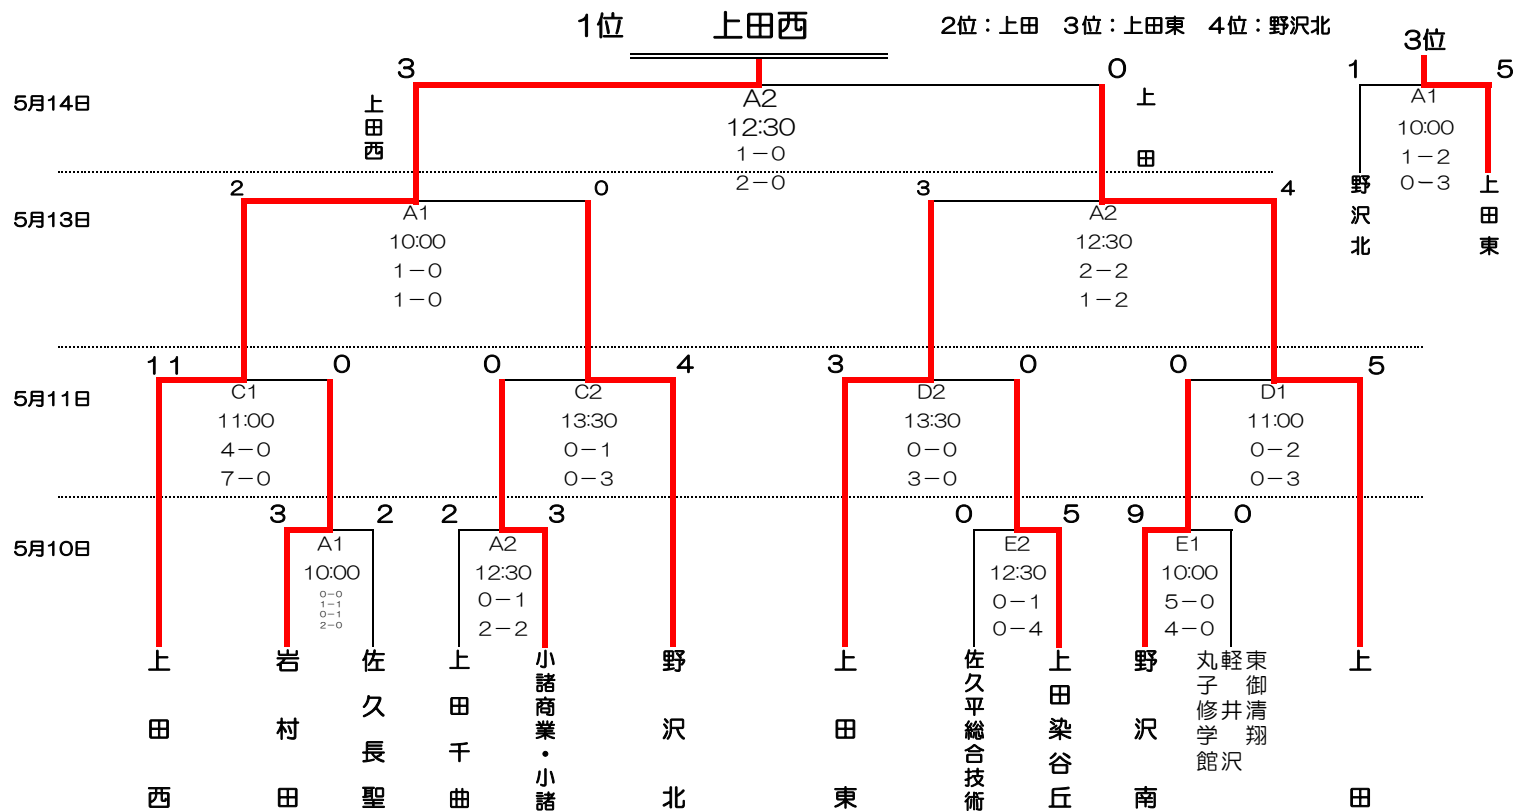 1位 上田西
2位：上田 3位：上田東 4位：野沢北
3位
3 0 1 5
5月14日
上田西
A2
12:30
1－0
2－0
上田
A1
10:00
1－2
0－3
野沢北
上田東
2 0 3 4
5月13日
A1
10:00
1－0
1－0
A2
12:30
2－2
1－2
11 0 0 4 3 0 0 5
5月11日
C1
11:00
4－0
7－0
C2
13:30
0－1
0－3
D2
13:30
0－0
3－0
D1
11:00
0－2
0－3
3 2 2 3 0 5 9 0
5月10日
A1
10:00
0－0
1－1
0－1
2－0
A2
12:30
0－1
2－2
E2
12:30
0－1
0－4
E1
10:00
5－0
4－0
上田西
岩村田
佐久長聖
上田千曲
小諸商業・小諸
野沢北
上田東
佐久平総合技術
上田染谷丘
野沢南
東御清翔
軽井沢
丸子修学館
上田